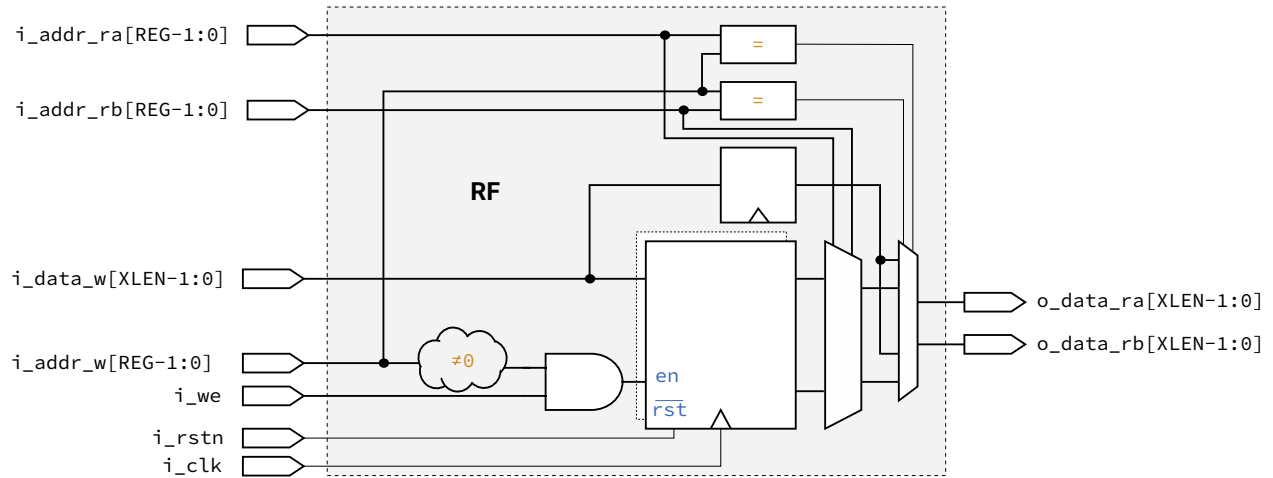 i_addr_ra[REG-1:0]
=
i_addr_rb[REG-1:0]
=
RF
i_data_w[XLEN-1:0]
o_data_ra[XLEN-1:0]
o_data_rb[XLEN-1:0]
i_addr_w[REG-1:0]
≠0
en
i_we
rst
i_rstn
i_clk